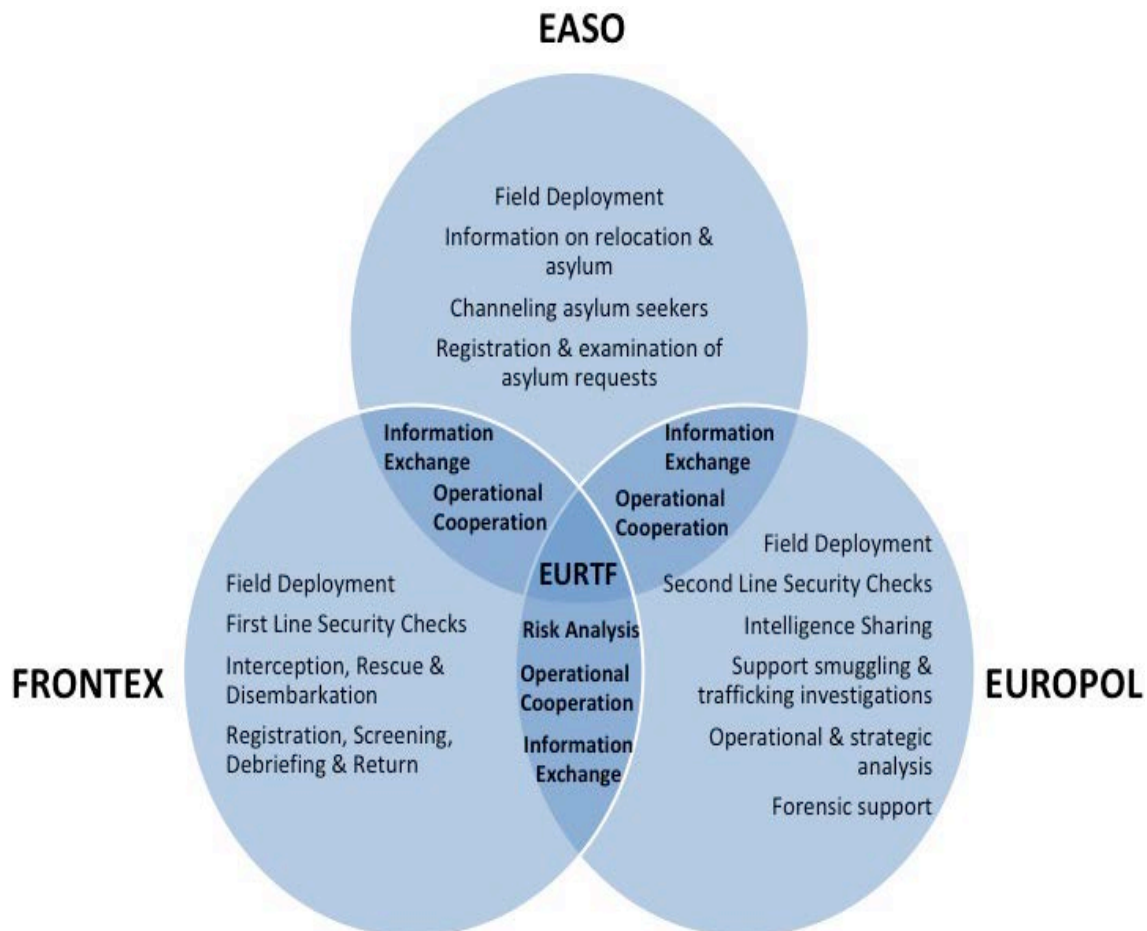 EASO
Field Deployment
Information on relocation &
asylum
Channeling asylum seekers
Registration & examination of
asylum requests
Information
Exchange
Operational
Cooperation
Information
Exchange
Operational
Cooperation
EURTF
Risk Analysis
Operational
Cooperation
Information
Exchange
FRONTEX
Field Deployment
First Line Security Checks
Interception, Rescue &
Disembarkation
Registration, Screening,
Debriefing & Return
EUROPOL
Field Deployment
Second Line Security Checks
Intelligence Sharing
Support smuggling &
trafficking investigations
Operational & strategic
analysis
Forensic support